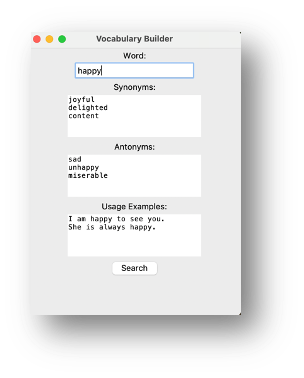 Vocabulary Builder
Word:
happy
Synonyms:
joyful
delighted
content
Antonyms:
sad
unhappy
miserable
Usage Examples:
I am happy to see you.
She is always happy.
Search